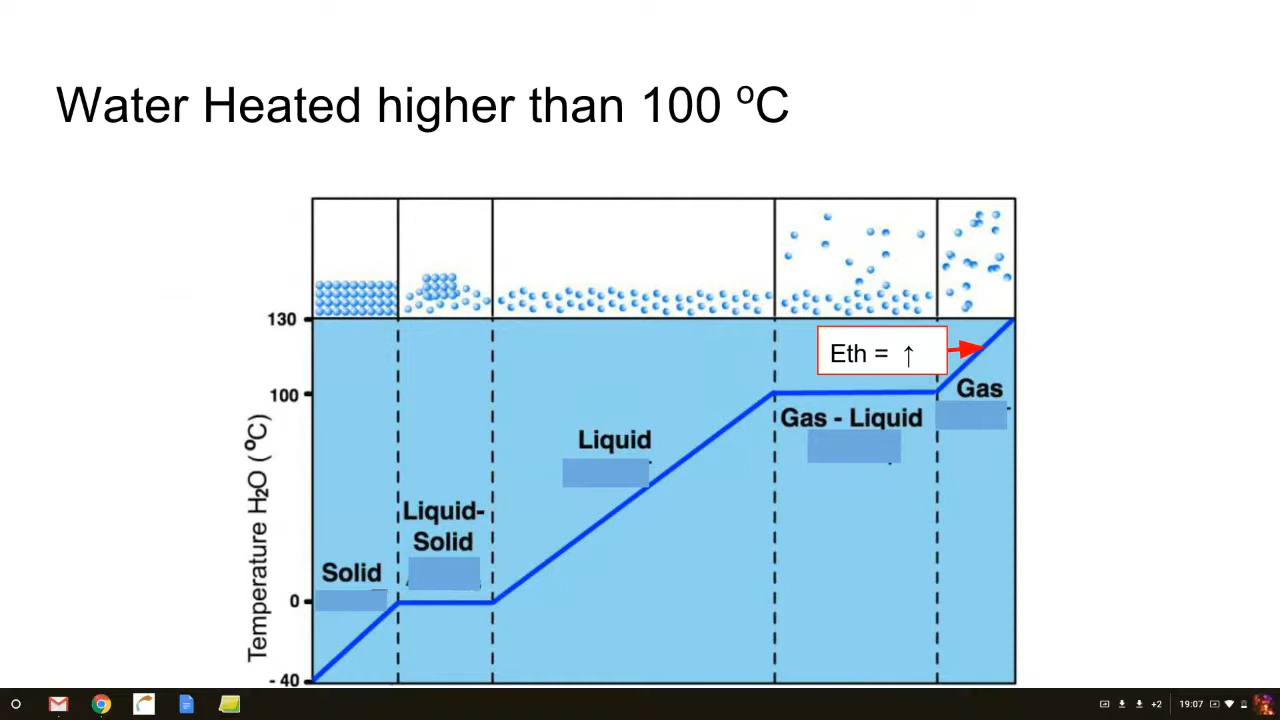 Water Heated higher than 100 ºC
130
100
0
- 40
Temperature H₂O (ºC)
Eth = ↑
Gas
Gas - Liquid
Liquid
Liquid-
Solid
Solid
+2
19:07